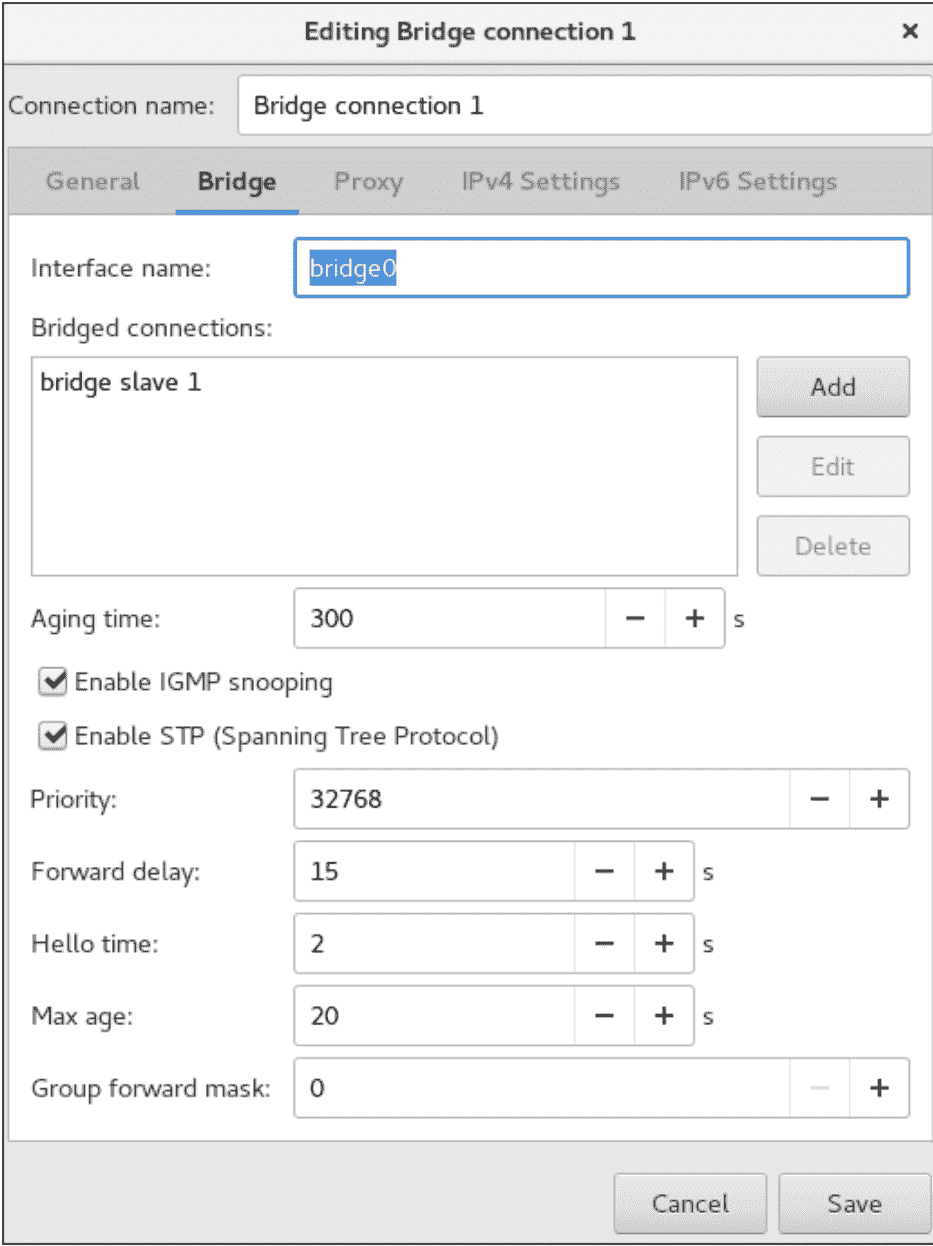 Editing Bridge connection 1 ×
Connection name: Bridge connection 1
General Bridge Proxy IPv4 Settings IPv6 Settings
Interface name: bridge0
Bridged connections:
bridge slave 1
Add
Edit
Delete
Aging time: 300 − + s
Enable IGMP snooping
Enable STP (Spanning Tree Protocol)
Priority: 32768 − +
Forward delay: 15 − + s
Hello time: 2 − + s
Max age: 20 − + s
Group forward mask: 0 − +
Cancel Save